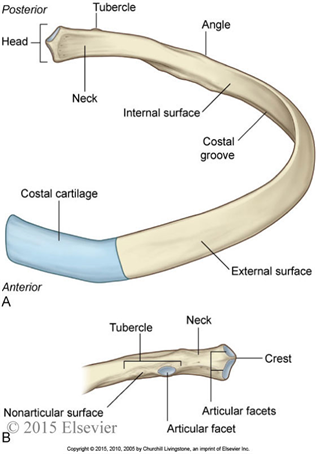 Posterior
Tubercle
Head
Angle
Neck
Internal surface
Costal
groove
Costal cartilage
External surface
Anterior
A
Tubercle
Neck
Crest
Nonarticular surface
Articular facets
Articular facet
B
© 2015 Elsevier
Copyright © 2015, 2010, 2005 by Churchill Livingstone, an imprint of Elsevier Inc.